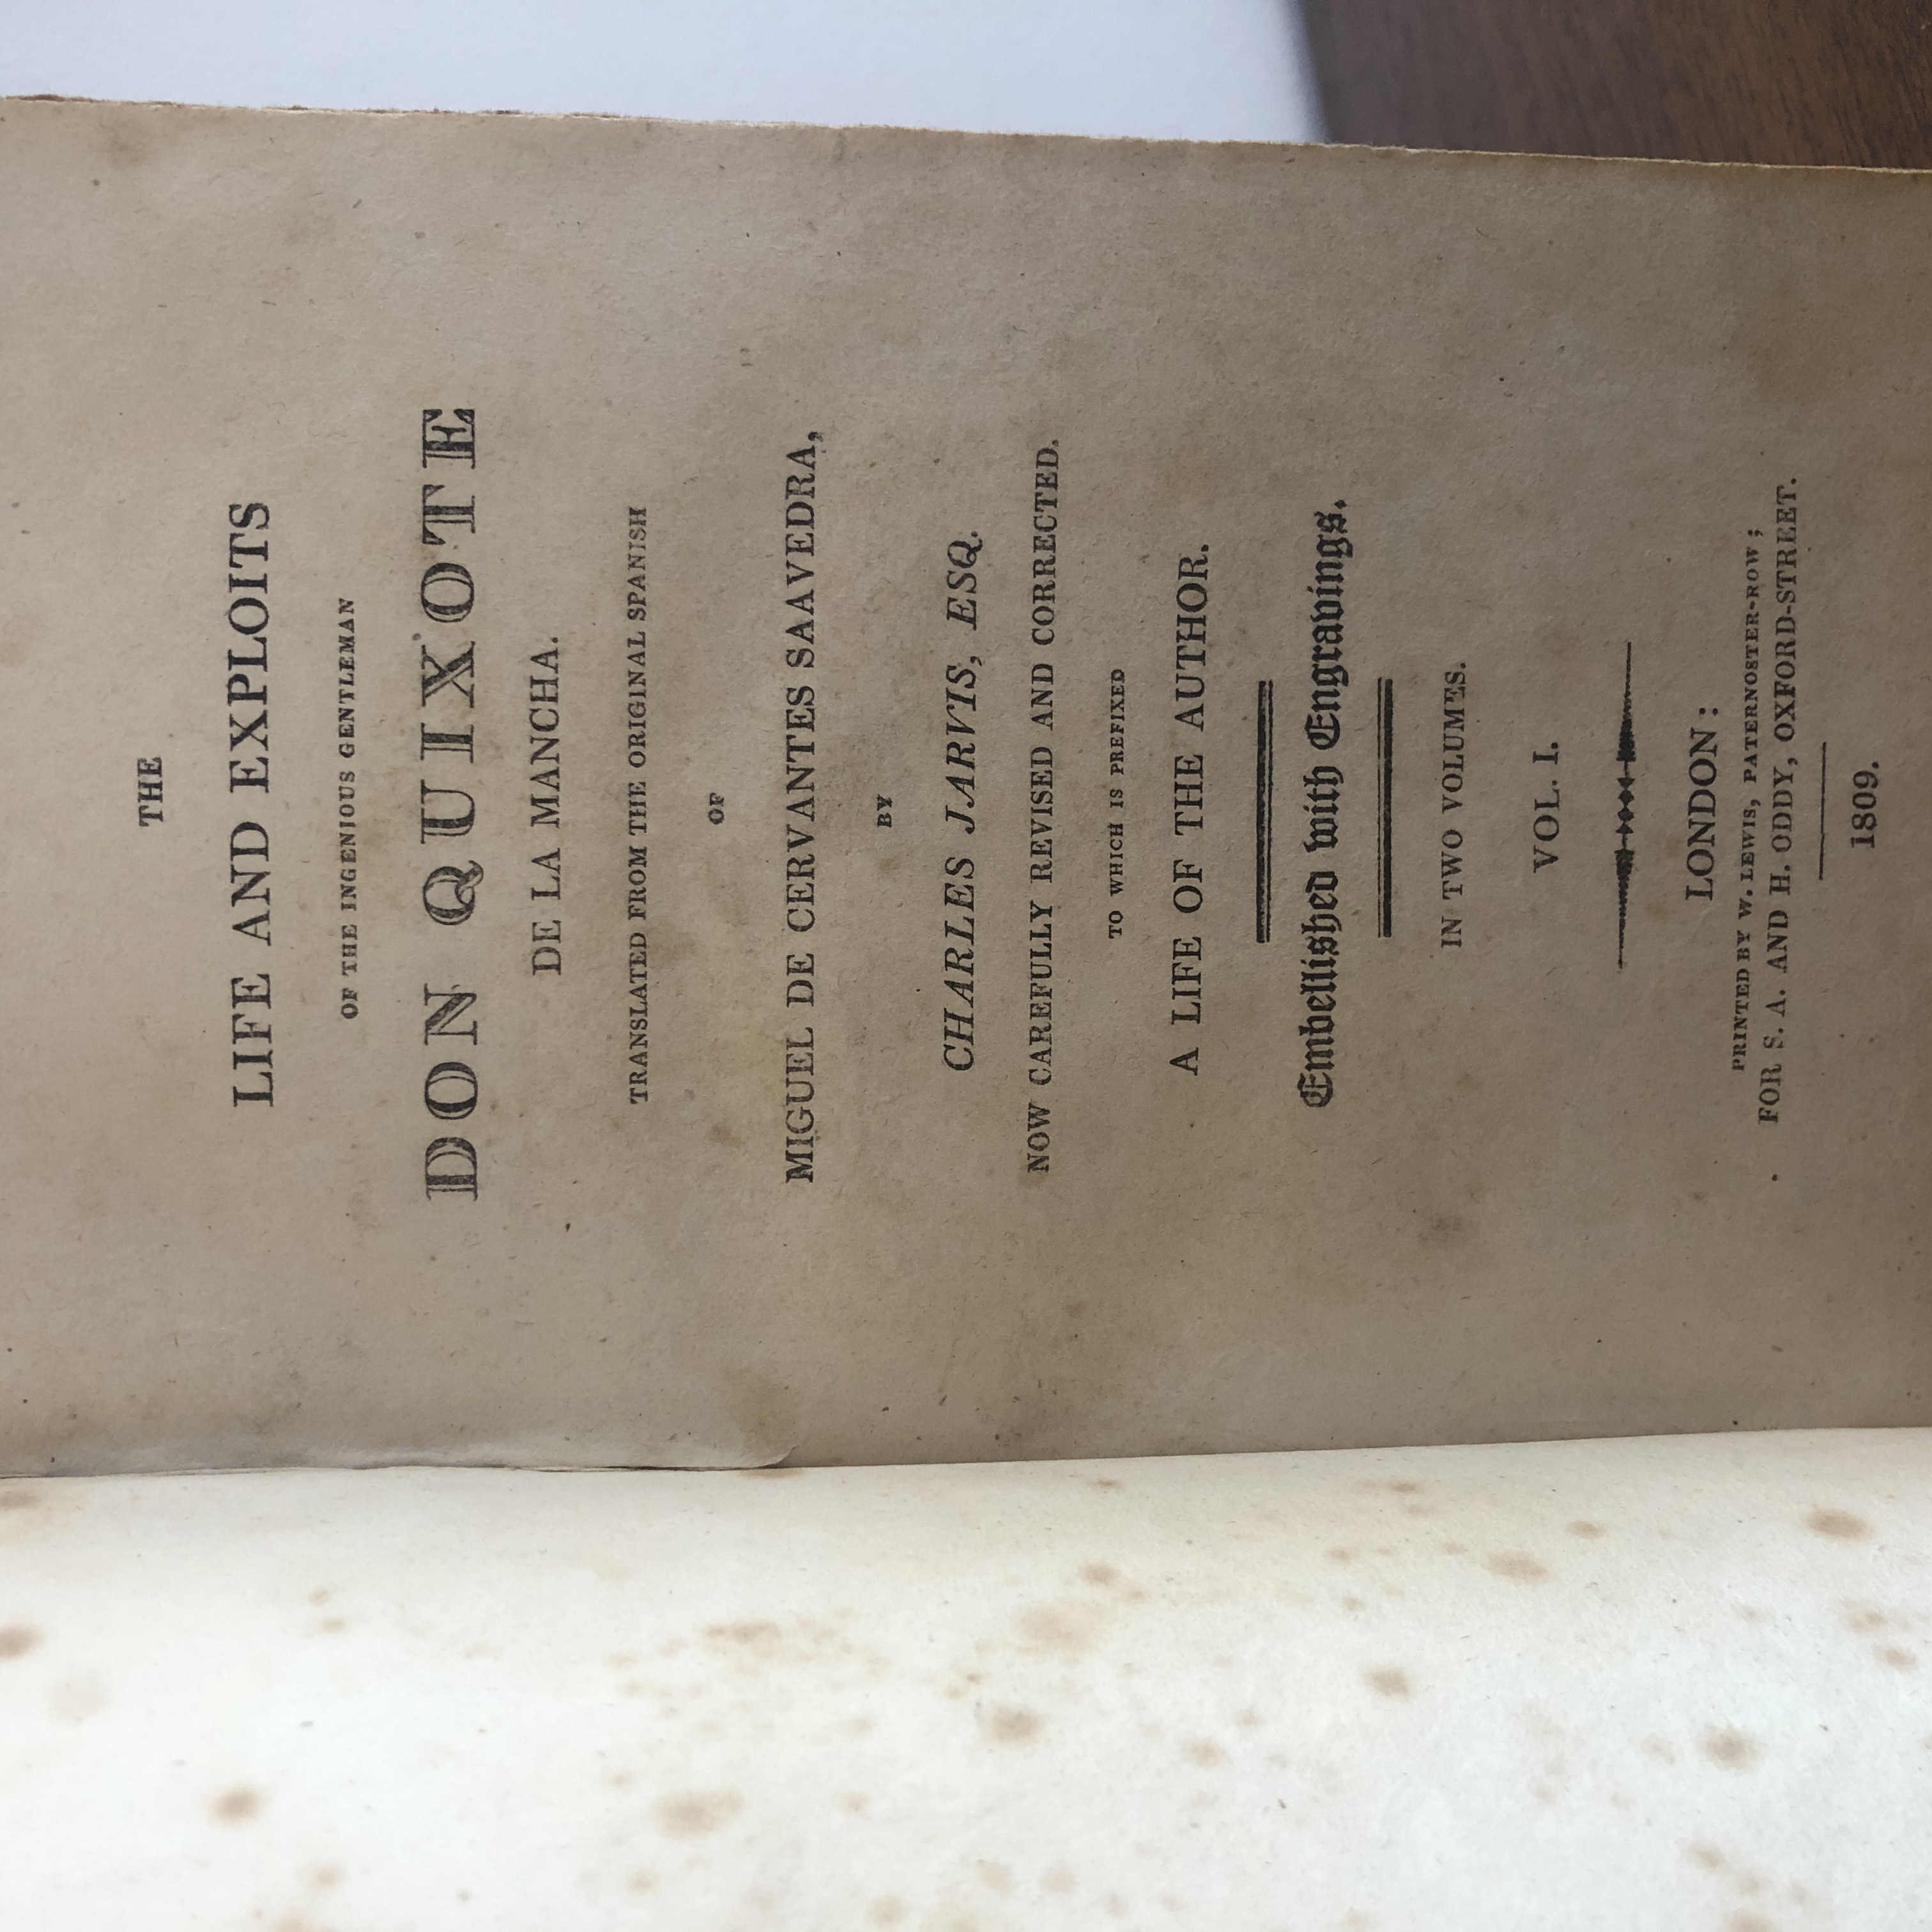 THE
LIFE AND EXPLOITS
OF THE INGENIOUS GENTLEMAN
DON QUIXOTE
DE LA MANCHA.
TRANSLATED FROM THE ORIGINAL SPANISH
OF
MIGUEL DE CERVANTES SAAVEDRA,
BY
CHARLES JARVIS, ESQ.
NOW CAREFULLY REVISED AND CORRECTED.
TO WHICH IS PREFIXED
A LIFE OF THE AUTHOR.
Embellished with Engravings.
IN TWO VOLUMES.
VOL. I.
LONDON:
PRINTED BY W. LEWIS, PATERNOSTER-ROW;
FOR S. A. AND H. ODDY, OXFORD-STREET.
1809.